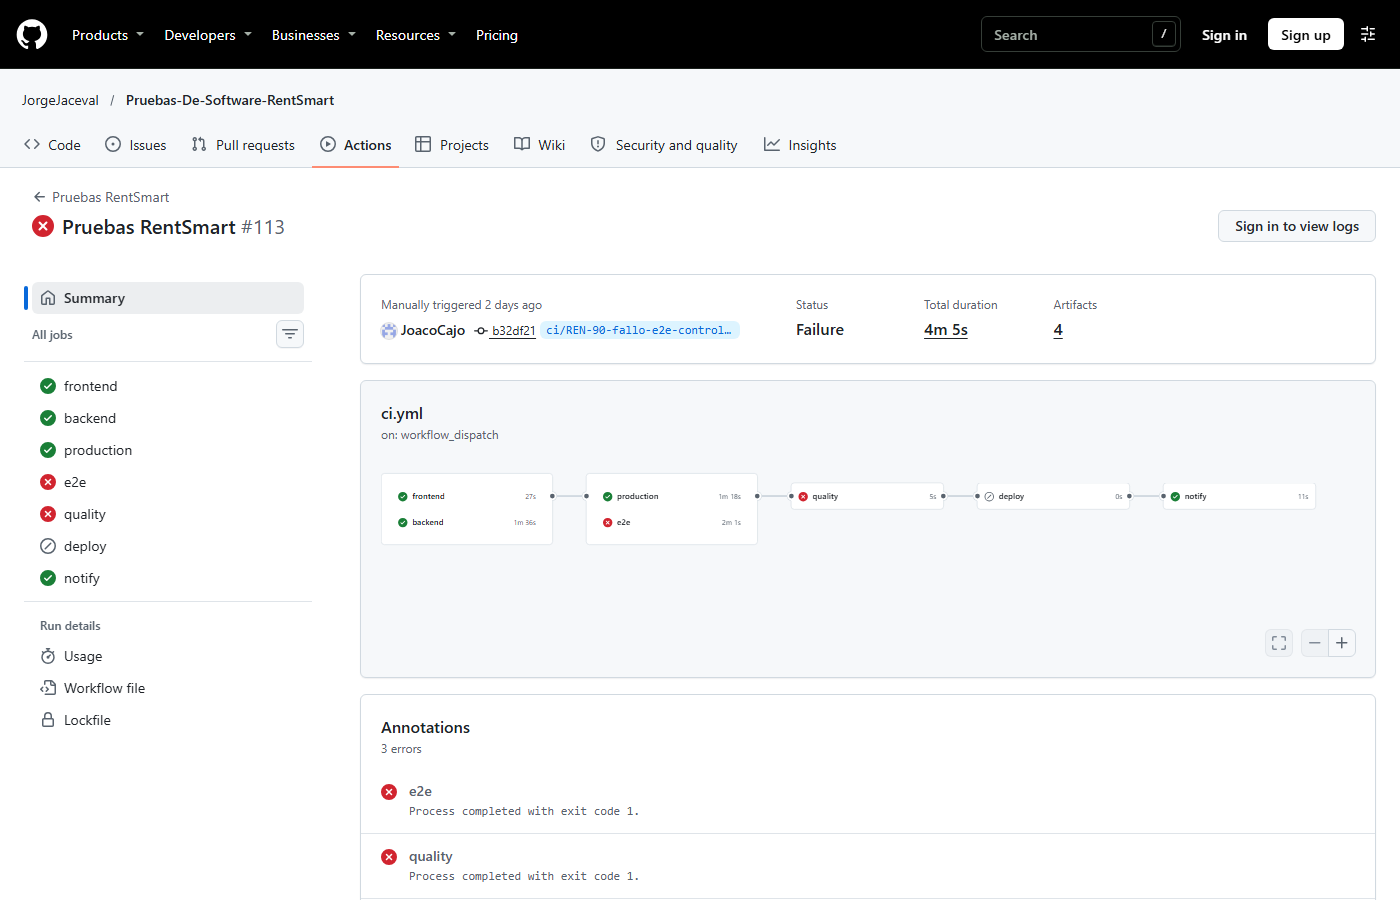 Products Developers Businesses Resources Pricing Search / Sign in Sign up
JorgeJaceval / Pruebas-De-Software-RentSmart
Code Issues Pull requests Actions Projects Wiki Security and quality Insights
Pruebas RentSmart
Pruebas RentSmart #113
Sign in to view logs
Summary
All jobs
frontend
backend
production
e2e
quality
deploy
notify
Run details
Usage
Workflow file
Lockfile
Manually triggered 2 days ago
JoacoCajo b32df21 ci/REN-90-fallo-e2e-control…
Status
Failure
Total duration
4m 5s
Artifacts
4
ci.yml
on: workflow_dispatch
frontend 27s
backend 1m 36s
production 1m 18s
e2e 2m 1s
quality 5s
deploy 0s
notify 11s
Annotations
3 errors
e2e
Process completed with exit code 1.
quality
Process completed with exit code 1.